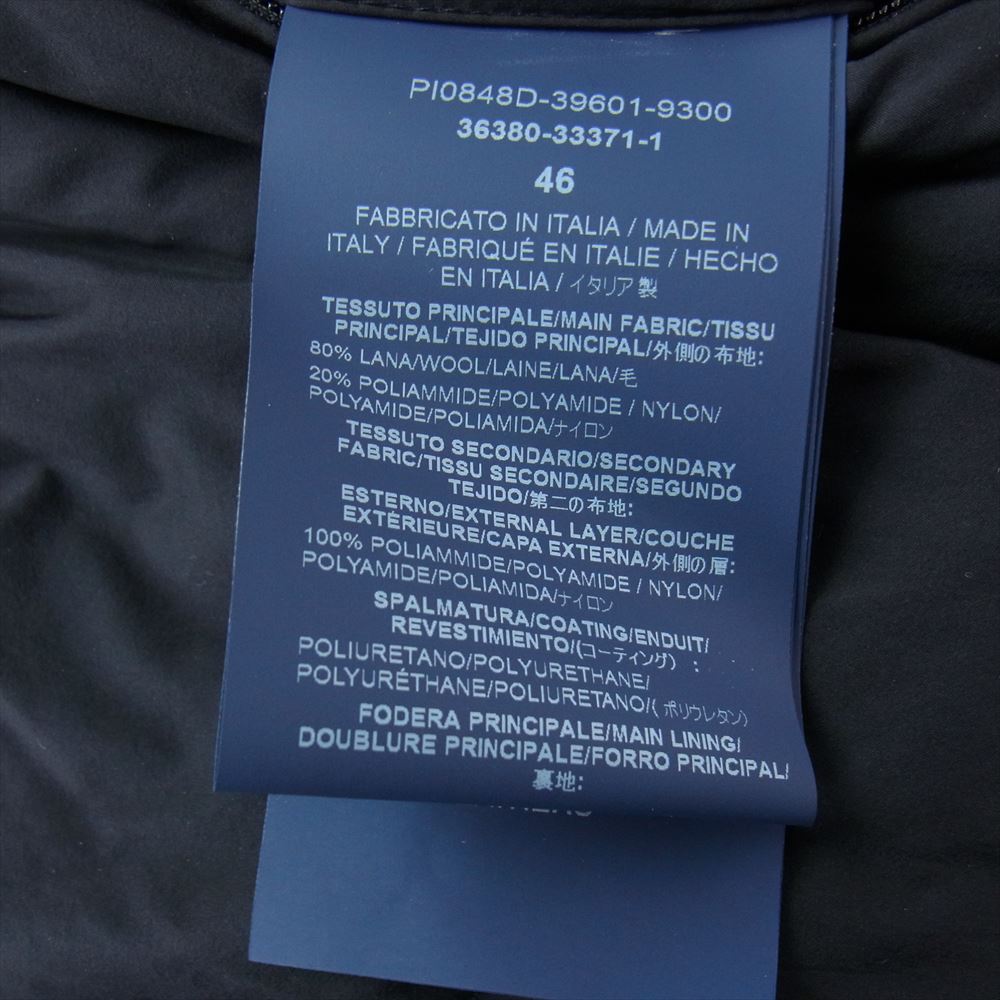 PI0848D-39601-9300
36380-33371-1
46
FABBRICATO IN ITALIA / MADE IN
ITALY / FABRIQUÉ EN ITALIE / HECHO
EN ITALIA / イタリア製
TESSUTO PRINCIPALE/MAIN FABRIC/TISSU
PRINCIPAL/TEJIDO PRINCIPAL/外側の布地:
80% LANA/WOOL/LAINE/LANA/毛
20% POLIAMMIDE/POLYAMIDE / NYLON/
POLYAMIDE/POLIAMIDA/ナイロン
TESSUTO SECONDARIO/SECONDARY
FABRIC/TISSU SECONDAIRE/SEGUNDO
TEJIDO/第二の布地:
ESTERNO/EXTERNAL LAYER/COUCHE
EXTÉRIEURE/CAPA EXTERNA/外側の層:
100% POLIAMMIDE/POLYAMIDE / NYLON/
POLYAMIDE/POLIAMIDA/ナイロン
SPALMATURA/COATING/ENDUIT/
REVESTIMIENTO/(コーティング) :
POLIURETANO/POLYURETHANE/
POLYURÉTHANE/POLIURETANO/( ポリウレタン)
FODERA PRINCIPALE/MAIN LINING/
DOUBLURE PRINCIPALE/FORRO PRINCIPAL/
裏地: